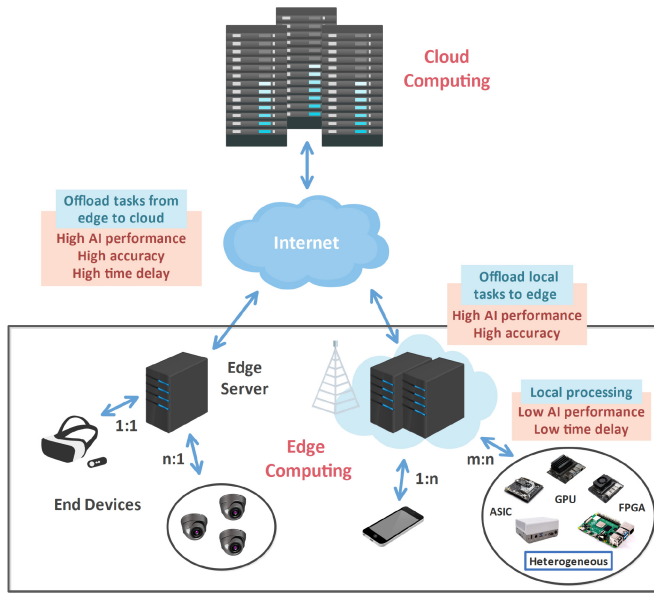 Cloud
Computing
Offload tasks from
edge to cloud
High AI performance
High accuracy
High time delay
Internet
Offload local
tasks to edge
High AI performance
High accuracy
Edge
Server
Local processing
Low AI performance
Low time delay
1:1
n:1
Edge
Computing
1:n
m:n
End Devices
ASIC
GPU
FPGA
Heterogeneous